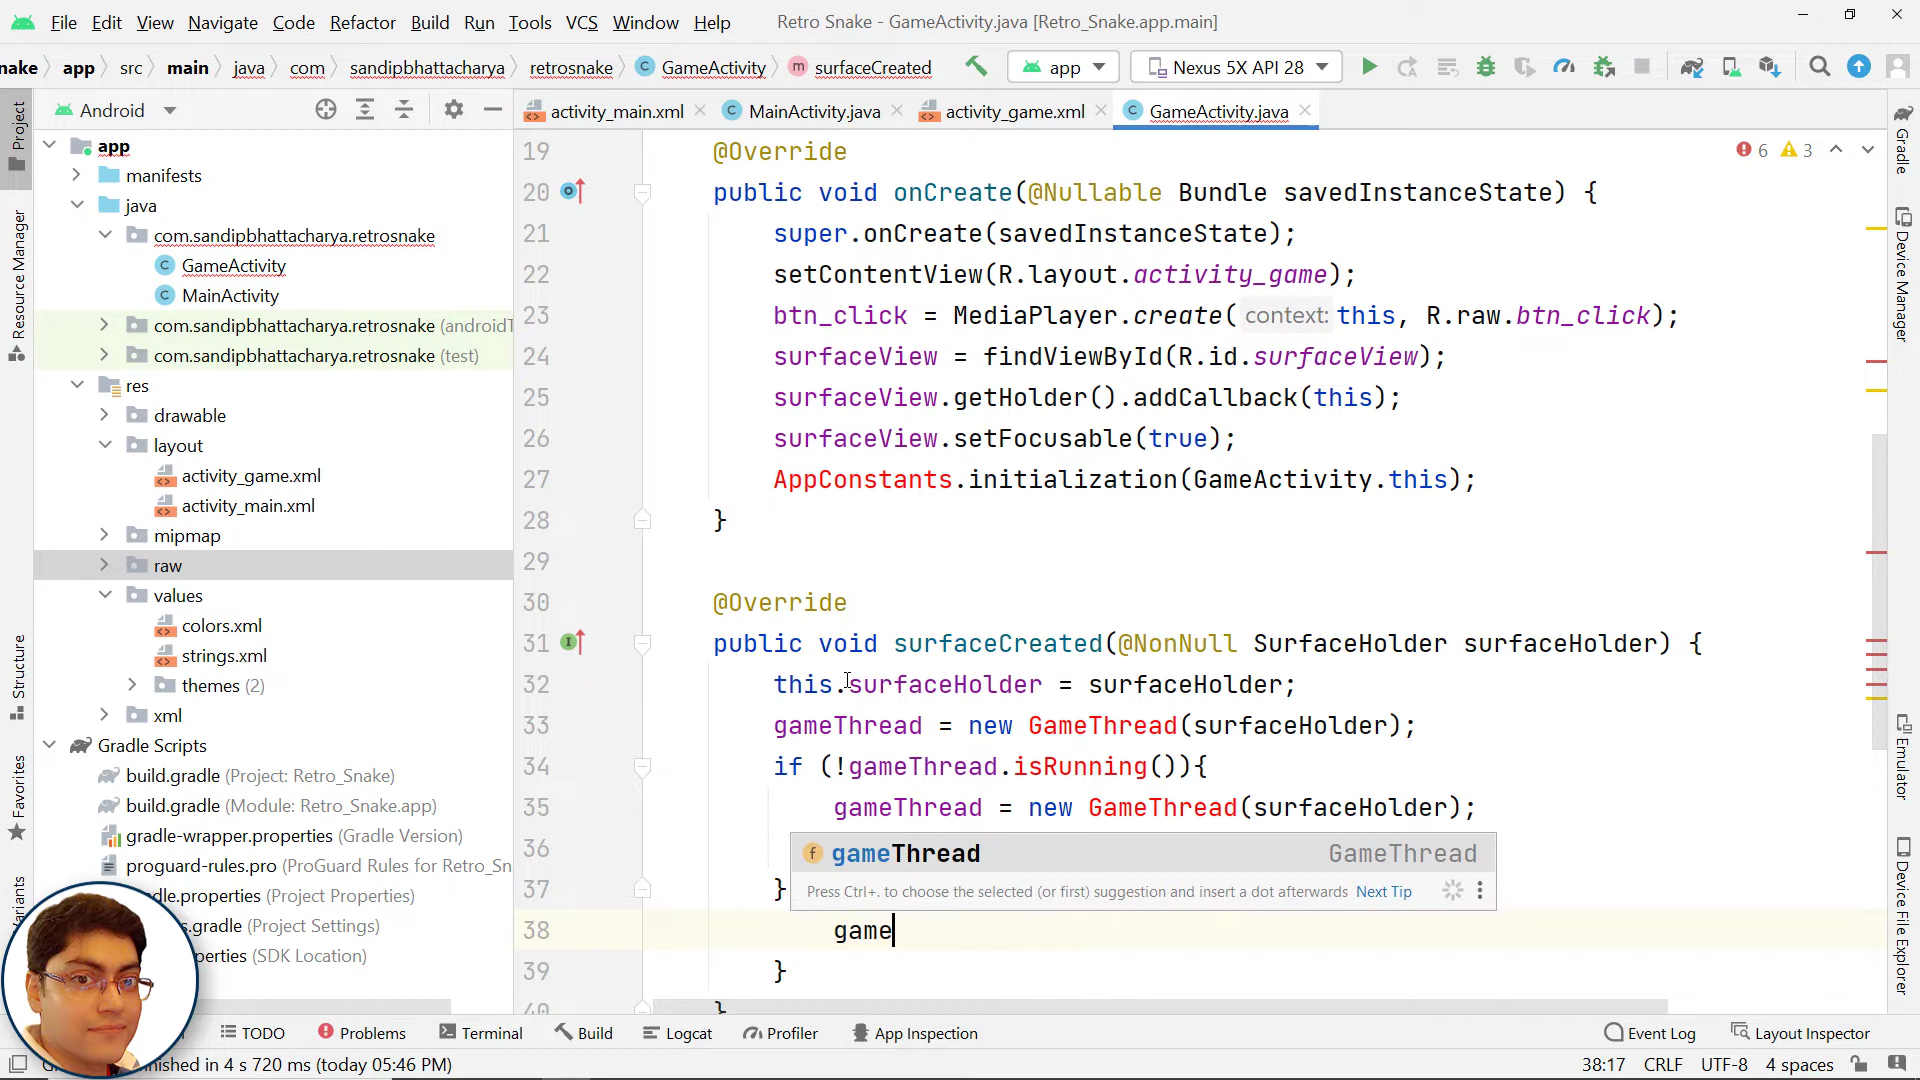 File Edit View Navigate Code Refactor Build Run Tools VCS Window Help Retro Snake - GameActivity.java [Retro_Snake.app.main]
nake app src main java com sandipbhattacharya retrosnake GameActivity surfaceCreated app Nexus 5X API 28
Android activity_main.xml MainActivity.java activity_game.xml GameActivity.java
Project
Resource Manager
Structure
Favorites
Gradle
Device Manager
Emulator
Device File Explorer
app
manifests
java
com.sandipbhattacharya.retrosnake
GameActivity
MainActivity
com.sandipbhattacharya.retrosnake (androidT
com.sandipbhattacharya.retrosnake (test)
res
drawable
layout
activity_game.xml
activity_main.xml
mipmap
raw
values
colors.xml
strings.xml
themes (2)
xml
Gradle Scripts
build.gradle (Project: Retro_Snake)
build.gradle (Module: Retro_Snake.app)
gradle-wrapper.properties (Gradle Version)
proguard-rules.pro (ProGuard Rules for Retro_Sn
dle.properties (Project Properties)
s.gradle (Project Settings)
operties (SDK Location)
6 3
19 @Override
20 public void onCreate(@Nullable Bundle savedInstanceState) {
21 super.onCreate(savedInstanceState);
22 setContentView(R.layout.activity_game);
23 btn_click = MediaPlayer.create( context: this, R.raw.btn_click);
24 surfaceView = findViewById(R.id.surfaceView);
25 surfaceView.getHolder().addCallback(this);
26 surfaceView.setFocusable(true);
27 AppConstants.initialization(GameActivity.this);
28 }
29
30 @Override
31 public void surfaceCreated(@NonNull SurfaceHolder surfaceHolder) {
32 this.surfaceHolder = surfaceHolder;
33 gameThread = new GameThread(surfaceHolder);
34 if (!gameThread.isRunning()){
35 gameThread = new GameThread(surfaceHolder);
36 gameThread GameThread
Press Ctrl+. to choose the selected (or first) suggestion and insert a dot afterwards Next Tip
37 }
38 game
39 }
40 }
TODO Problems Terminal Build Logcat Profiler App Inspection Event Log Layout Inspector
inished in 4 s 720 ms (today 05:46 PM) 38:17 CRLF UTF-8 4 spaces